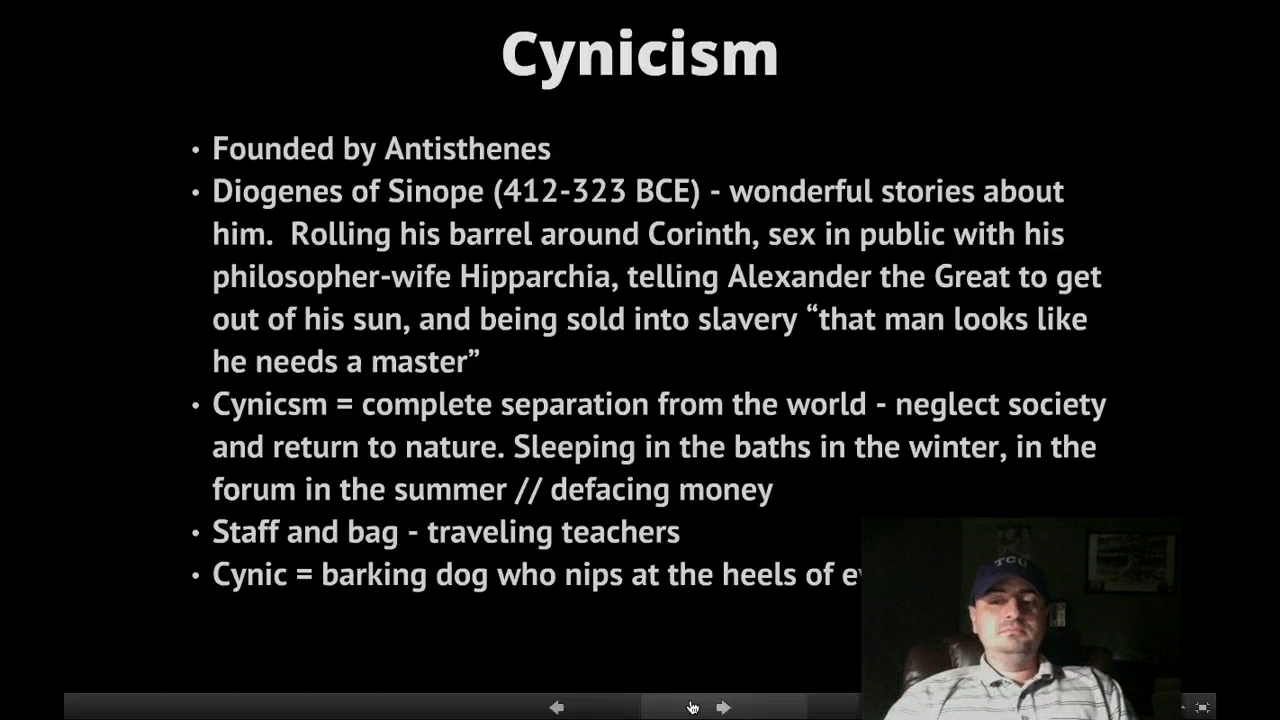 Cynicism
• Founded by Antisthenes
• Diogenes of Sinope (412-323 BCE) - wonderful stories about
him.  Rolling his barrel around Corinth, sex in public with his
philosopher-wife Hipparchia, telling Alexander the Great to get
out of his sun, and being sold into slavery “that man looks like
he needs a master”
• Cynicsm = complete separation from the world - neglect society
and return to nature. Sleeping in the baths in the winter, in the
forum in the summer // defacing money
• Staff and bag - traveling teachers
• Cynic = barking dog who nips at the heels of
TCU